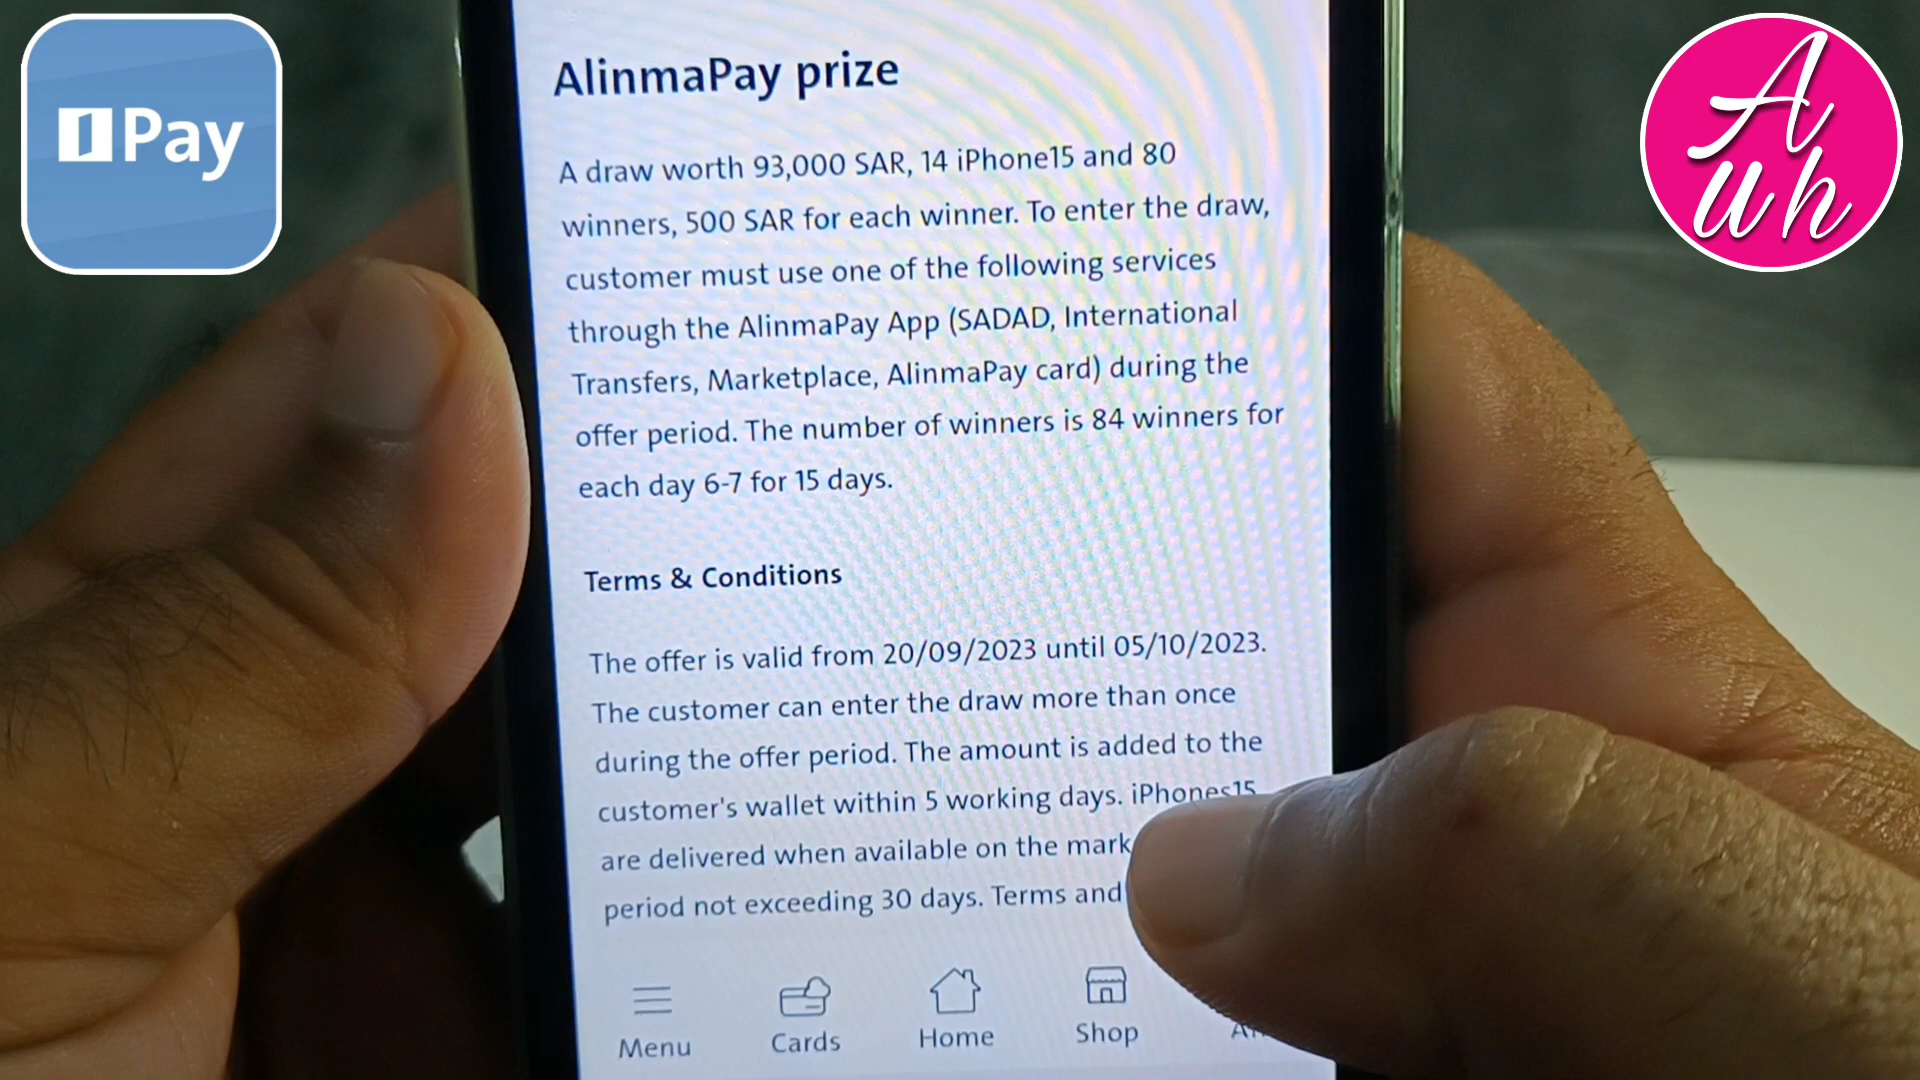 Pay
A
wh
AlinmaPay prize
A draw worth 93,000 SAR, 14 iPhone15 and 80
winners, 500 SAR for each winner. To enter the draw,
customer must use one of the following services
through the AlinmaPay App (SADAD, International
Transfers, Marketplace, AlinmaPay card) during the
offer period. The number of winners is 84 winners for
each day 6-7 for 15 days.
Terms & Conditions
The offer is valid from 20/09/2023 until 05/10/2023.
The customer can enter the draw more than once
during the offer period. The amount is added to the
customer's wallet within 5 working days. iPhones15
are delivered when available on the mark
period not exceeding 30 days. Terms and
Menu
Cards
Home
Shop